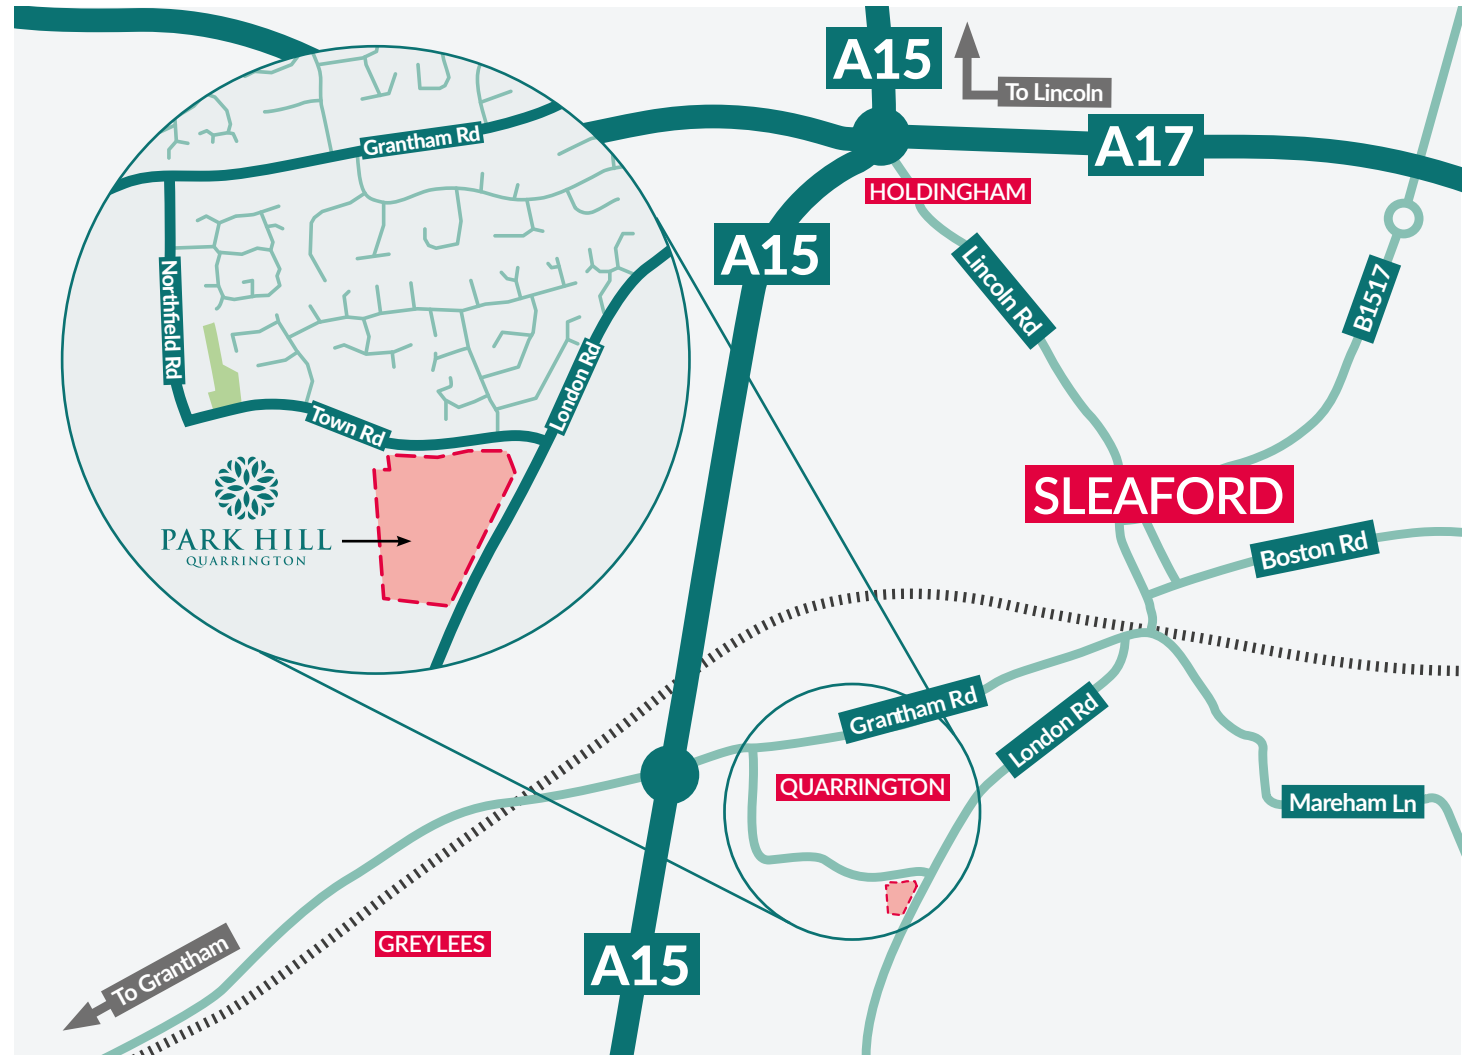 A15
To Lincoln
A17
Grantham Rd
HOLDINGHAM
A15
Lincoln Rd
B1517
Northfield Rd
London Rd
Town Rd
PARK HILL
QUARRINGTON
SLEAFORD
Boston Rd
Grantham Rd
London Rd
QUARRINGTON
Mareham Ln
GREYLEES
A15
To Grantham